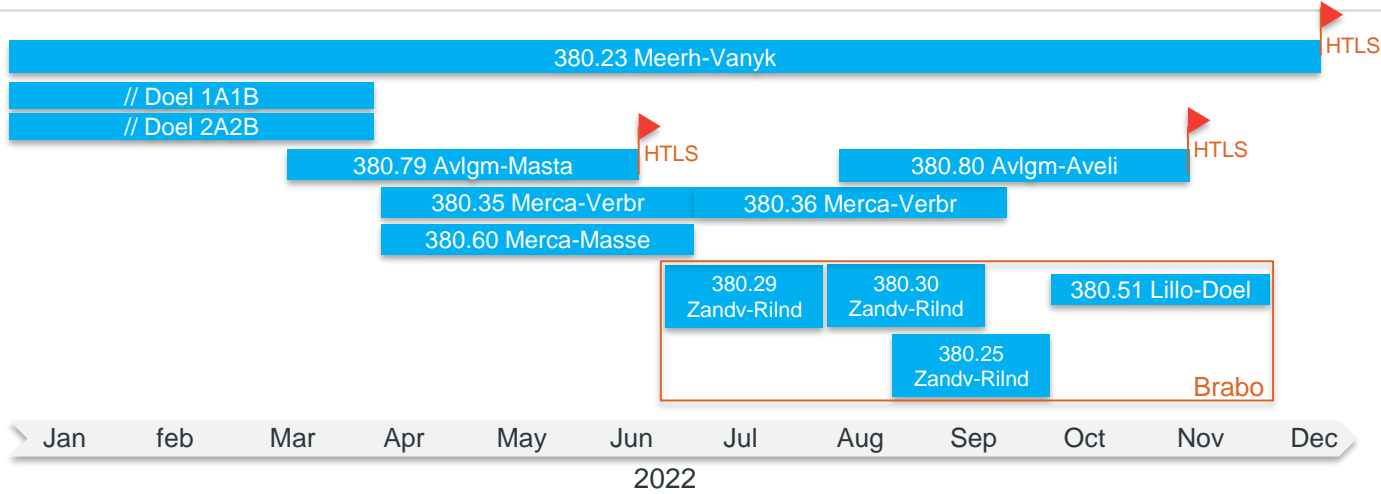 HTLS
380.23 Meerh-Vanyk
// Doel 1A1B
// Doel 2A2B
HTLS
HTLS
380.79 Avlgm-Masta
380.80 Avlgm-Aveli
380.35 Merca-Verbr
380.36 Merca-Verbr
380.60 Merca-Masse
380.29
Zandv-Rilnd
380.30
Zandv-Rilnd
380.51 Lillo-Doel
380.25
Zandv-Rilnd
Brabo
Jan feb Mar Apr May Jun Jul Aug Sep Oct Nov Dec
2022